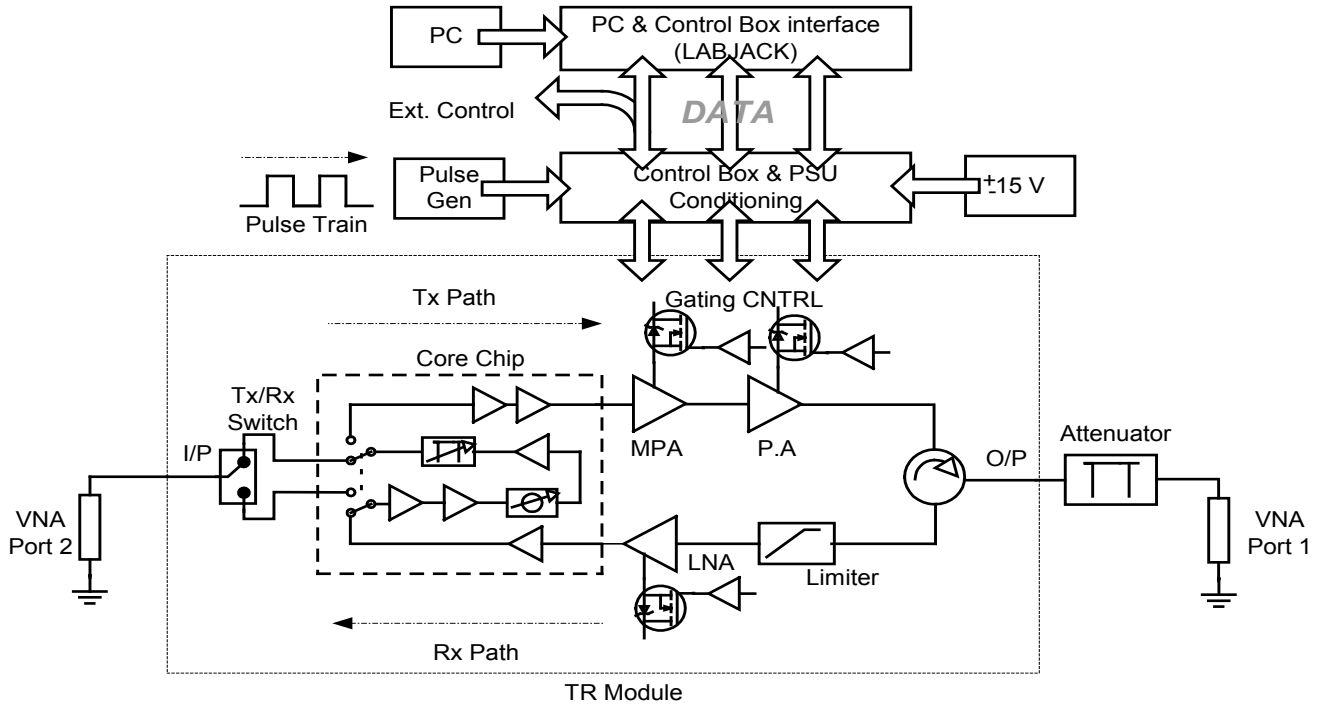 PC
PC & Control Box interface
(LABJACK)
Ext. Control
DATA
Pulse
Gen
Control Box & PSU
Conditioning
+-15 V
Pulse Train
Tx Path
Gating CNTRL
Core Chip
Tx/Rx
Switch
I/P
MPA
P.A
Attenuator
O/P
VNA
Port 2
VNA
Port 1
LNA
Limiter
Rx Path
TR Module